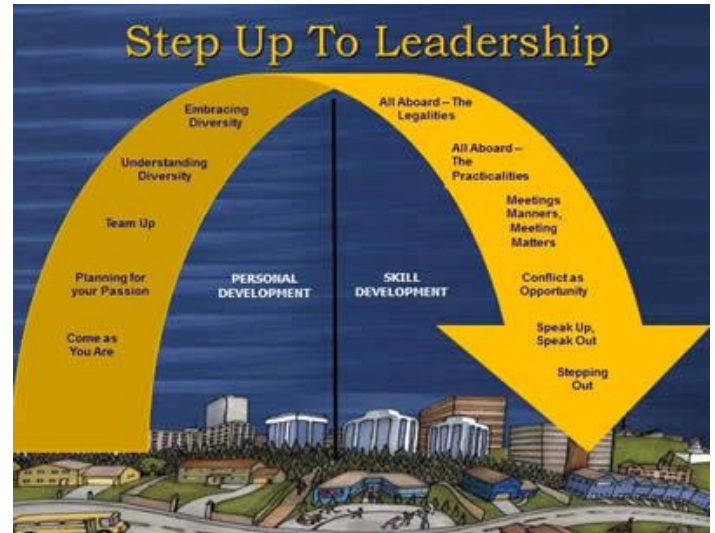 Step Up To Leadership
Embracing
Diversity
Understanding
Diversity
Team Up
Planning for
your Passion
Come as
You Are
PERSONAL
DEVELOPMENT
SKILL
DEVELOPMENT
All Aboard – The
Legalities
All Aboard –
The
Practicalities
Meetings
Manners,
Meeting
Matters
Conflict as
Opportunity
Speak Up,
Speak Out
Stepping
Out